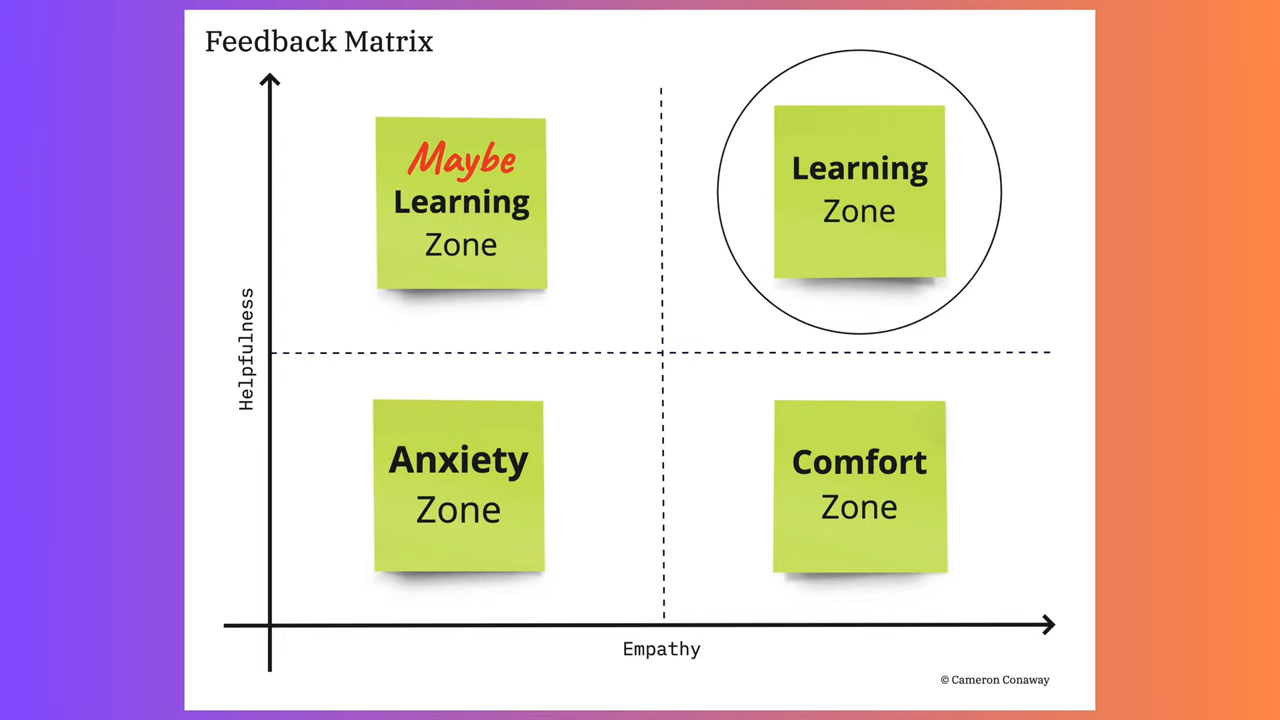 Feedback Matrix
Maybe
Learning
Zone
Learning
Zone
Helpfulness
Anxiety
Zone
Comfort
Zone
Empathy
© Cameron Conaway